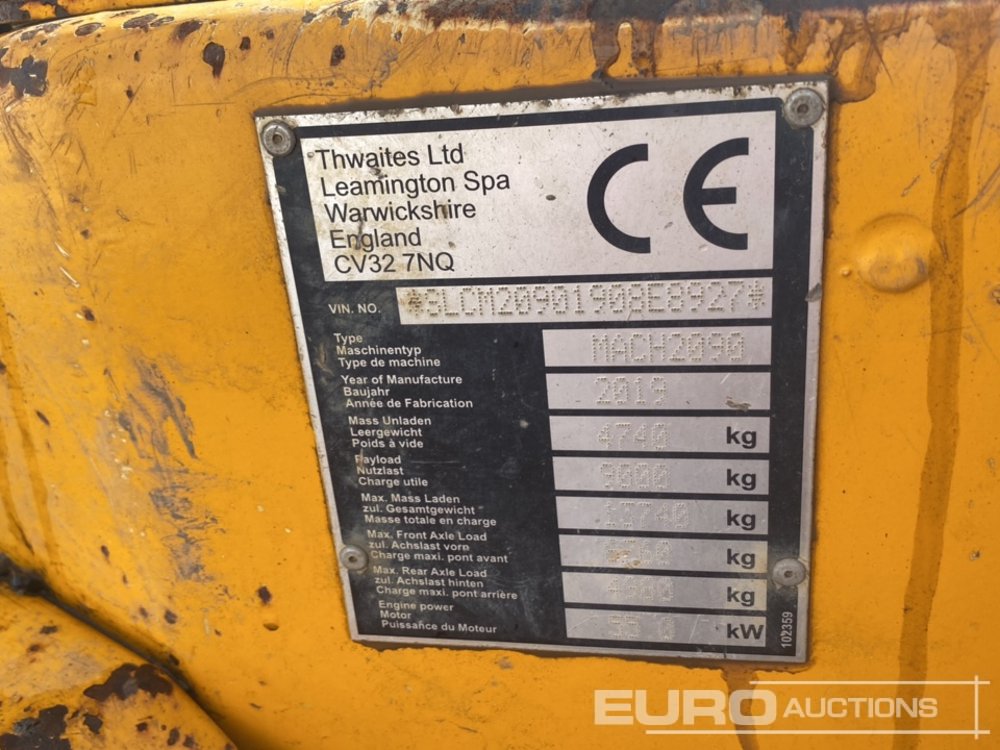 Thwaites Ltd
Leamington Spa
Warwickshire
England
CV32 7NQ
CE
VIN. NO.
Type
Maschinentyp
Type de machine
MACH2090
Year of Manufacture
Baujahr
Année de Fabrication
2019
Mass Unladen
Leergewicht
Poids à vide
4740 kg
Payload
Nutzlast
Charge utile
9000 kg
Max. Mass Laden
zul. Gesamtgewicht
Masse totale en charge
kg
Max. Front Axle Load
zul. Achslast vorn
Charge maxi. pont avant
kg
Max. Rear Axle Load
zul. Achslast hinten
Charge maxi. pont arrière
kg
Engine power
Motor
Puissance du Moteur
kW
102359
EURO AUCTIONS